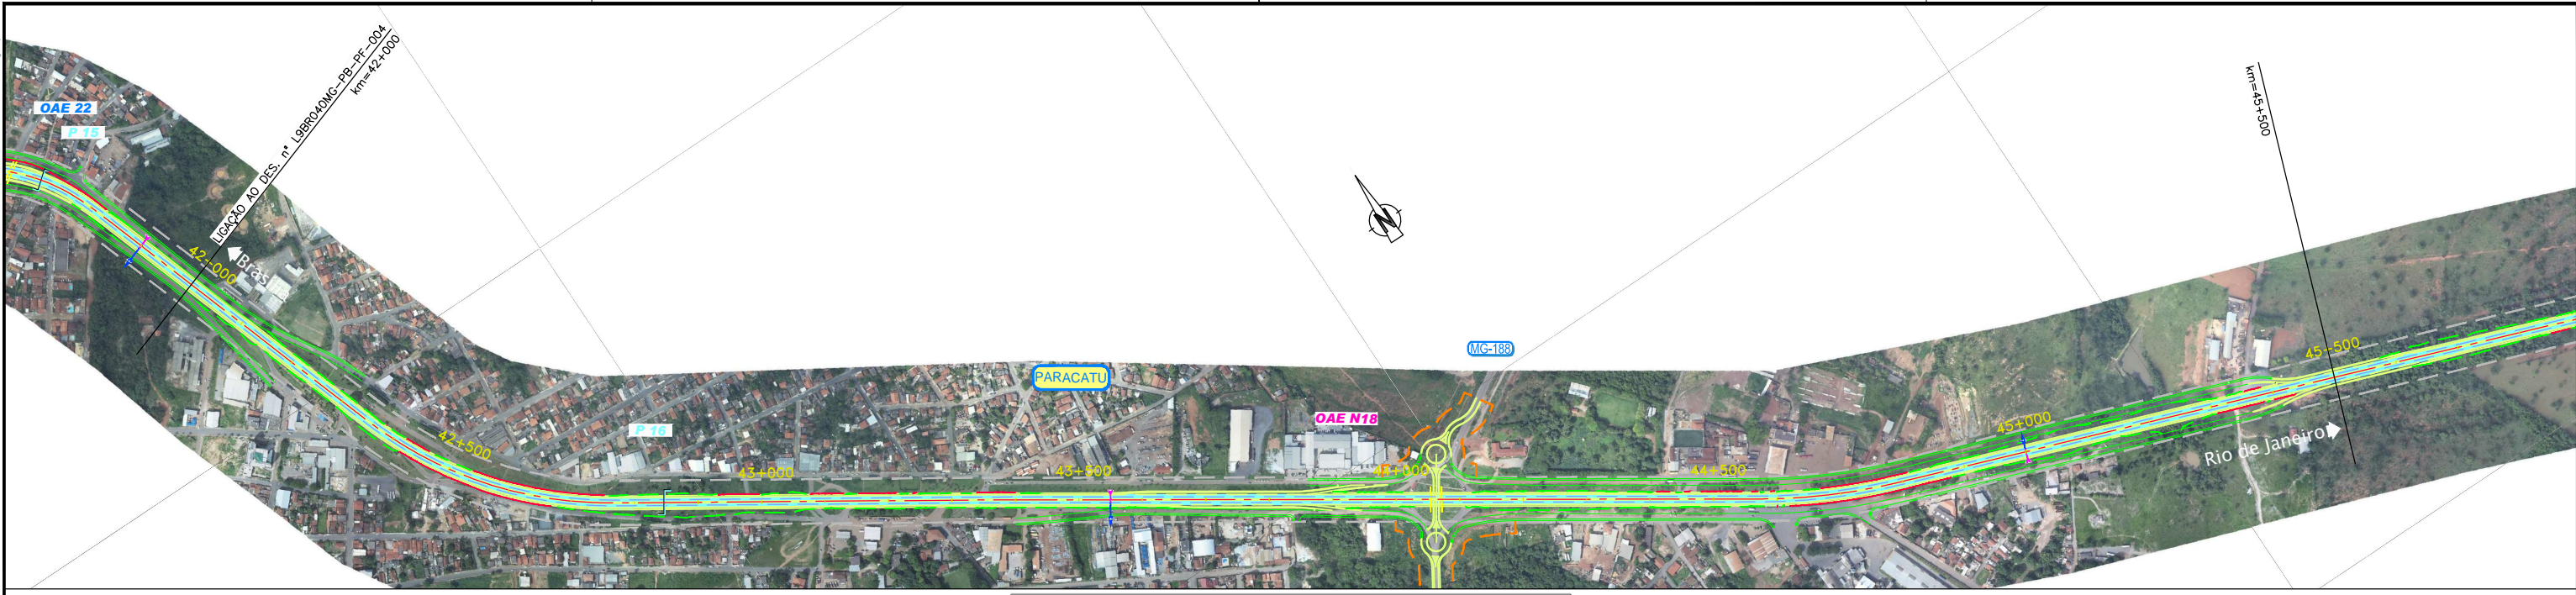 OAE 22
P 15
LIGAÇÃO AO DES. nº L9BR040MG-PB-PF-004
km=42+000
42+000
Bras
42+500
P 16
43+000
PARACATU
43+500
OAE N18
44+000
MG-188
44+500
N
45+000
km=45+500
45+500
Rio de Janeiro